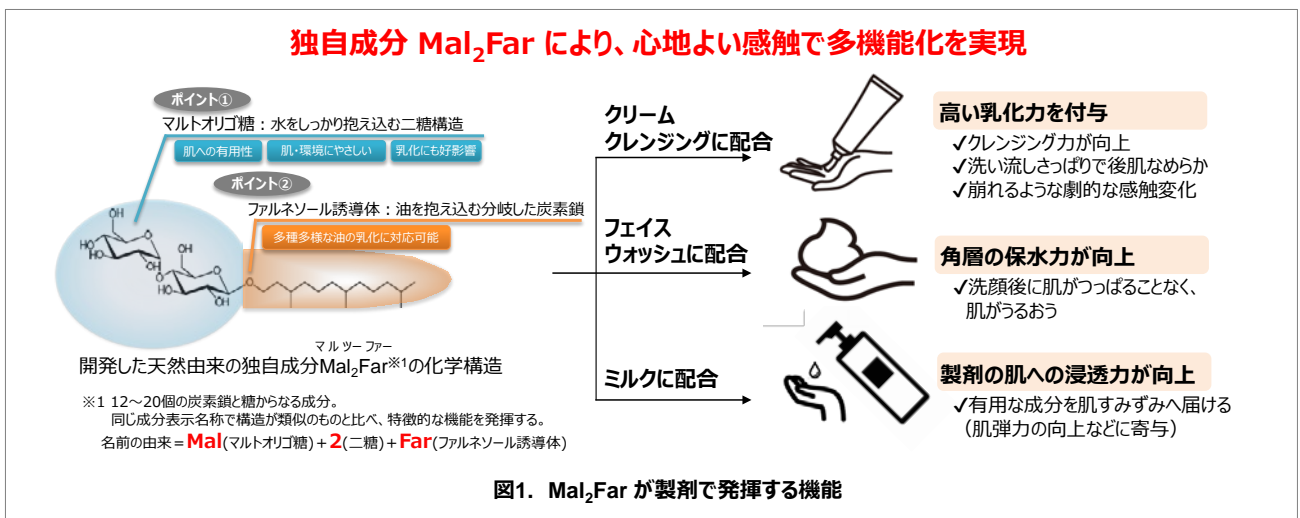 独自成分 Mal2Far により、心地よい感触で多機能化を実現
ポイント①
マルトオリゴ糖：水をしっかり抱え込む二糖構造
肌への有用性
肌・環境にやさしい
乳化にも好影響
ポイント②
ファルネソール誘導体：油を抱え込む分岐した炭素鎖
多種多様な油の乳化に対応可能
OH
O
HO
HO
OH
OH
O
O
HO
OH
O
マルツーファー
開発した天然由来の独自成分Mal2Far※1の化学構造
※1 12～20個の炭素鎖と糖からなる成分。
同じ成分表示名称で構造が類似のものと比べ、特徴的な機能を発揮する。
名前の由来＝Mal(マルトオリゴ糖)＋2(二糖)＋Far(ファルネソール誘導体)
クリーム
クレンジングに配合
高い乳化力を付与
✓クレンジング力が向上
✓洗い流しさっぱりで後肌なめらか
✓崩れるような劇的な感触変化
フェイス
ウォッシュに配合
角層の保水力が向上
✓洗顔後に肌がつっぱることなく、
肌がうるおう
ミルクに配合
製剤の肌への浸透力が向上
✓有用な成分を肌すみずみへ届ける
（肌弾力の向上などに寄与）
図1. Mal2Far が製剤で発揮する機能